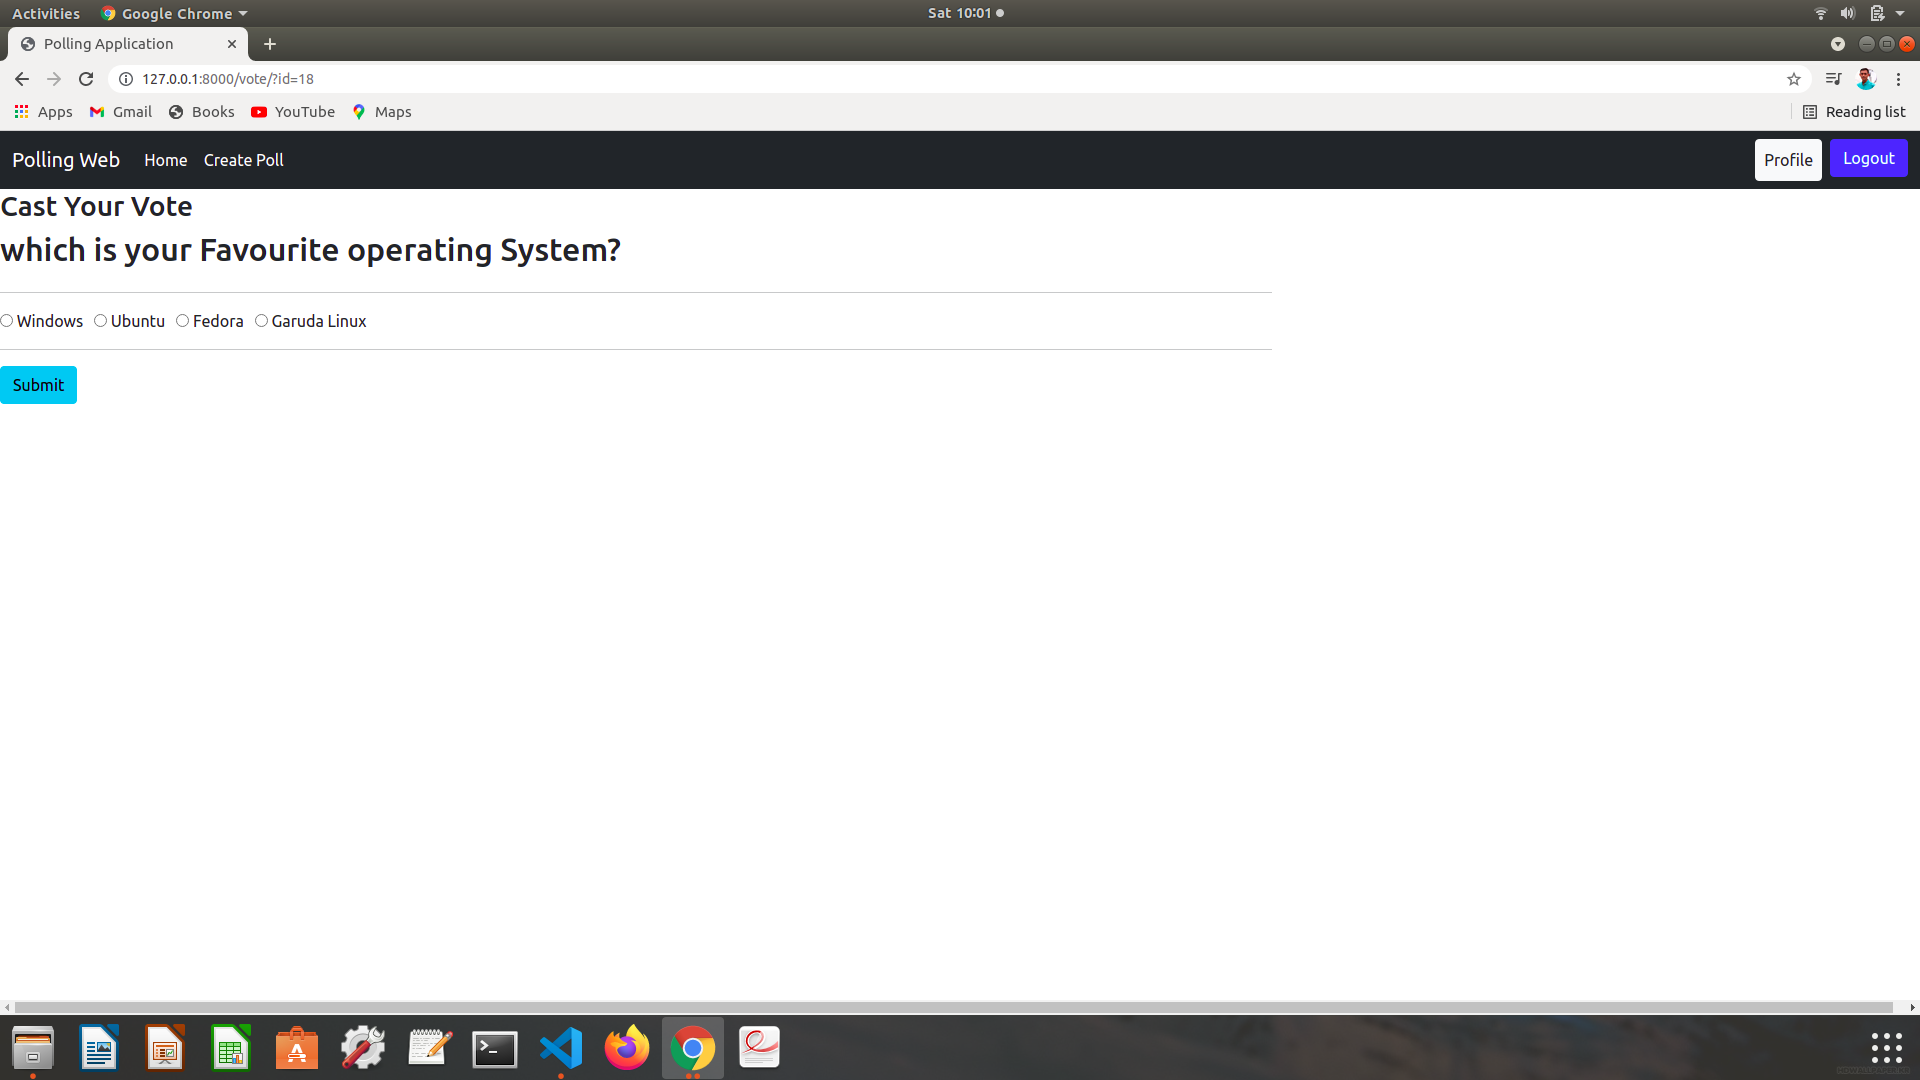 Activities Google Chrome Sat 10:01
Polling Application
127.0.0.1:8000/vote/?id=18
Apps Gmail Books YouTube Maps Reading list
Polling Web Home Create Poll Profile Logout
Cast Your Vote
which is your Favourite operating System?
Windows Ubuntu Fedora Garuda Linux
Submit